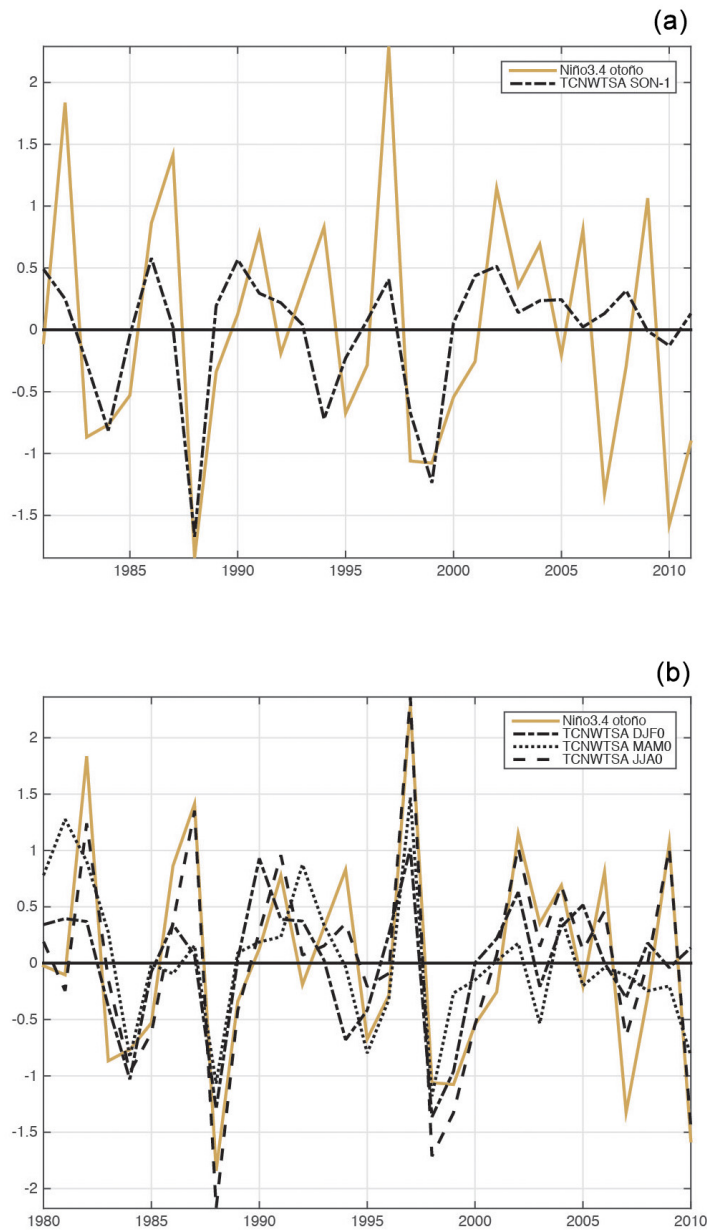 (a)
2
1.5
1
0.5
0
-0.5
-1
-1.5
Niño3.4 otoño
TCNWTSA SON-1
1985 1990 1995 2000 2005 2010
(b)
2
1.5
1
0.5
0
-0.5
-1
-1.5
-2
Niño3.4 otoño
TCNWTSA DJF0
TCNWTSA MAM0
TCNWTSA JJA0
1980 1985 1990 1995 2000 2005 2010